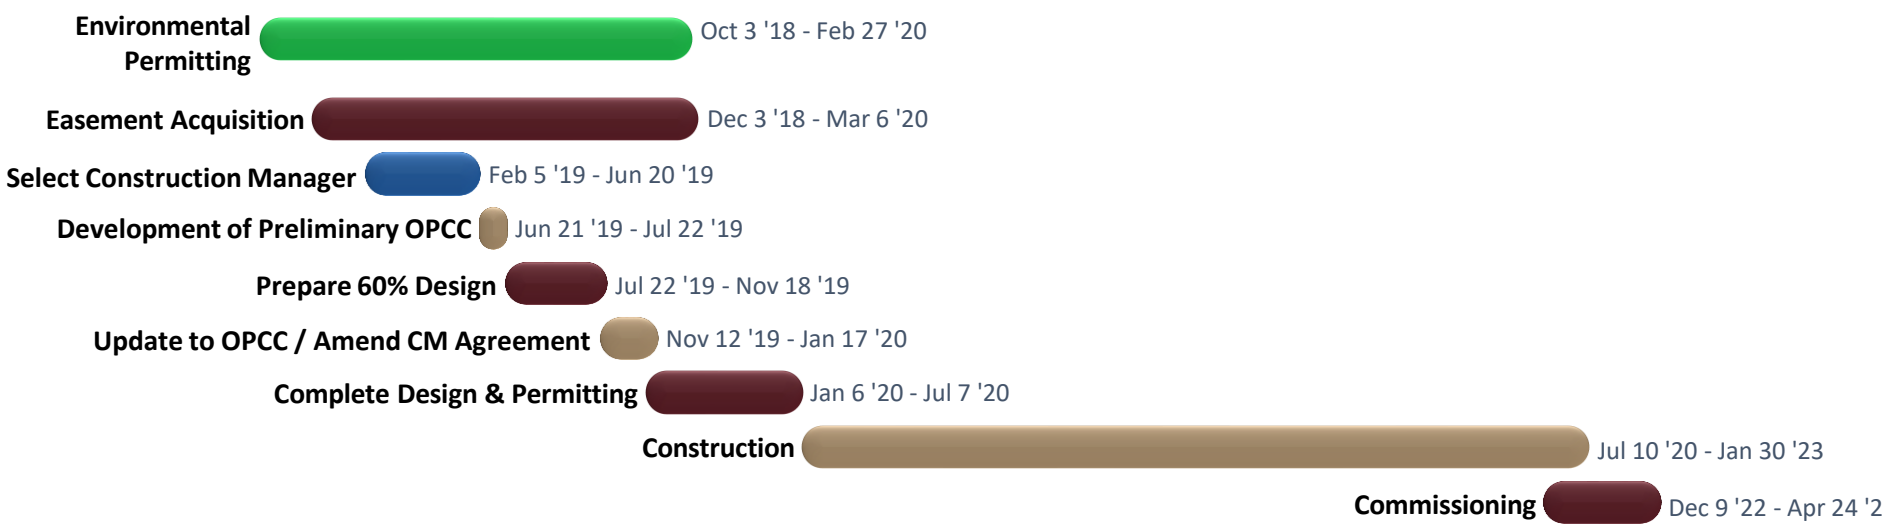 Environmental
Permitting
Oct 3 '18 - Feb 27 '20
Easement Acquisition
Dec 3 '18 - Mar 6 '20
Select Construction Manager
Feb 5 '19 - Jun 20 '19
Development of Preliminary OPCC
Jun 21 '19 - Jul 22 '19
Prepare 60% Design
Jul 22 '19 - Nov 18 '19
Update to OPCC / Amend CM Agreement
Nov 12 '19 - Jan 17 '20
Complete Design & Permitting
Jan 6 '20 - Jul 7 '20
Construction
Jul 10 '20 - Jan 30 '23
Commissioning
Dec 9 '22 - Apr 24 '2